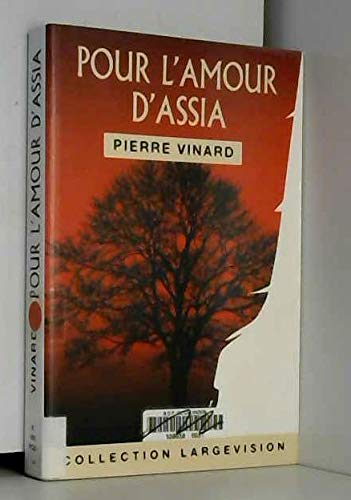 POUR L'AMOUR
D'ASSIA
PIERRE VINARD
COLLECTION LARGEVISION
VINARD POUR L'AMOUR D'ASSIA